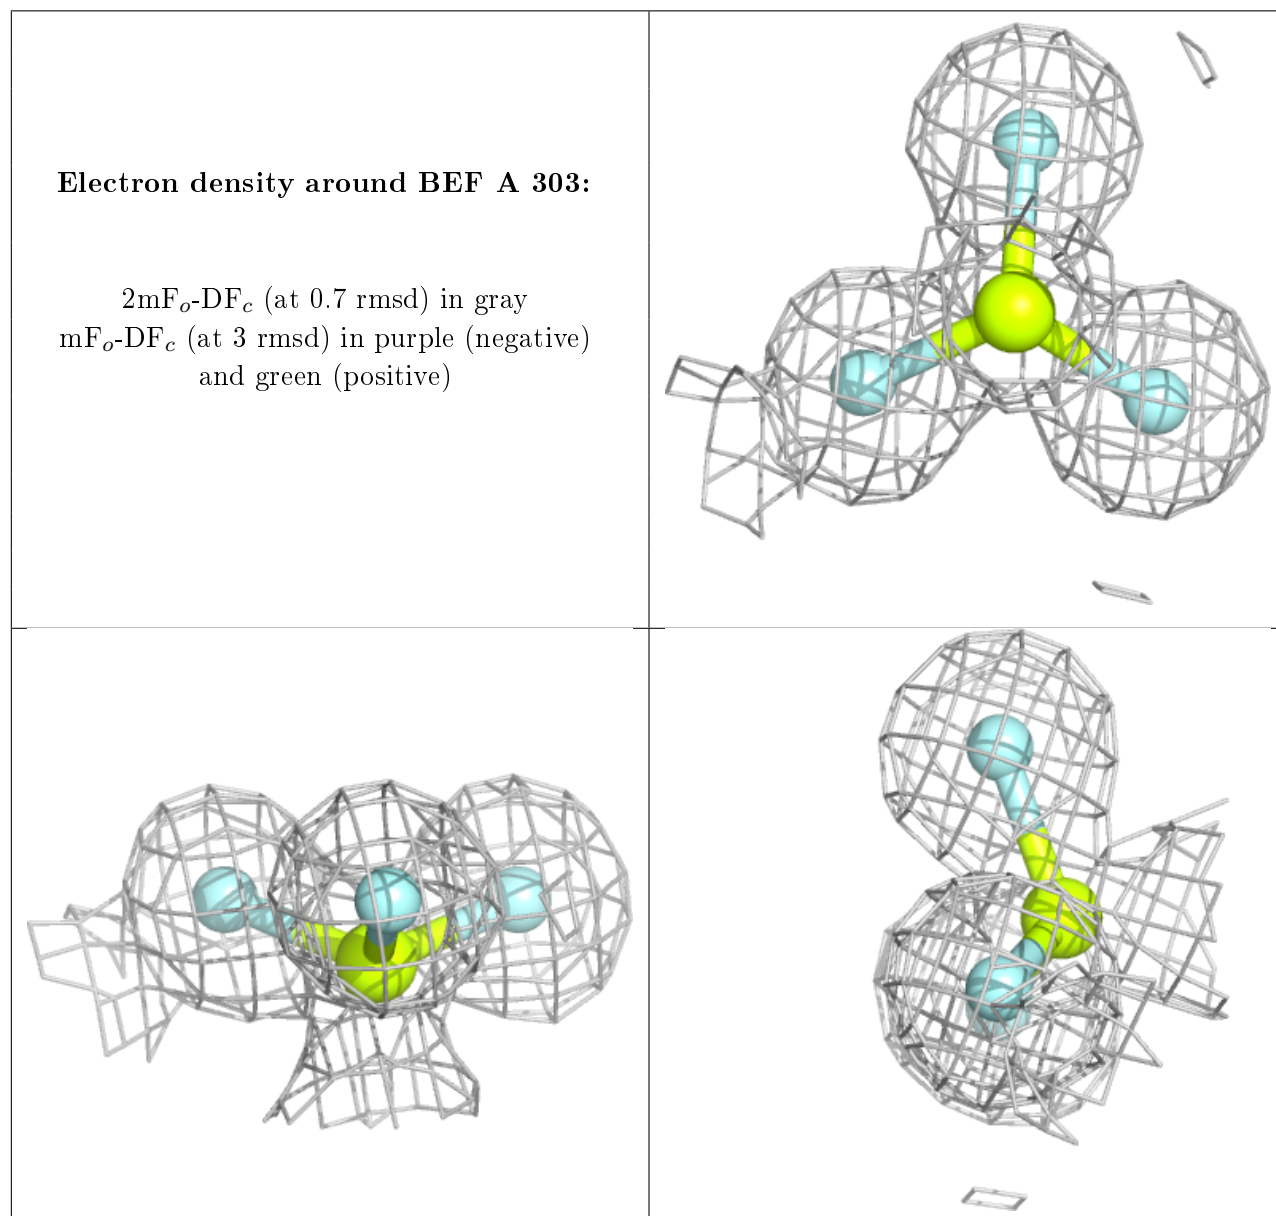 Electron density around BEF A 303:
2mFo-DFc (at 0.7 rmsd) in gray
mFo-DFc (at 3 rmsd) in purple (negative)
and green (positive)